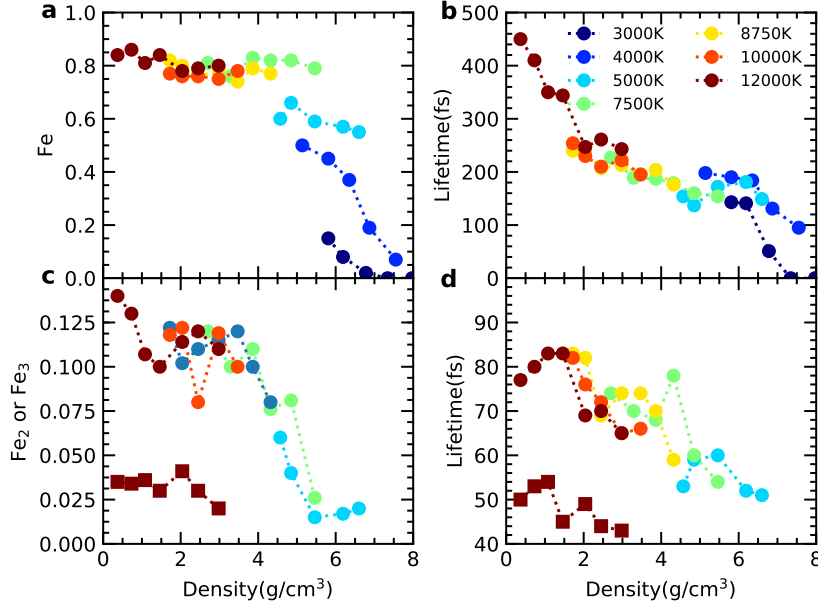 a
1.0
0.8
0.6
0.4
0.2
0.0
Fe
b
500
400
300
200
100
0
Lifetime(fs)
3000K
4000K
5000K
7500K
8750K
10000K
12000K
c
0.125
0.100
0.075
0.050
0.025
0.000
Fe₂ or Fe₃
0 2 4 6 8
Density(g/cm³)
d
90
80
70
60
50
40
Lifetime(fs)
0 2 4 6 8
Density(g/cm³)